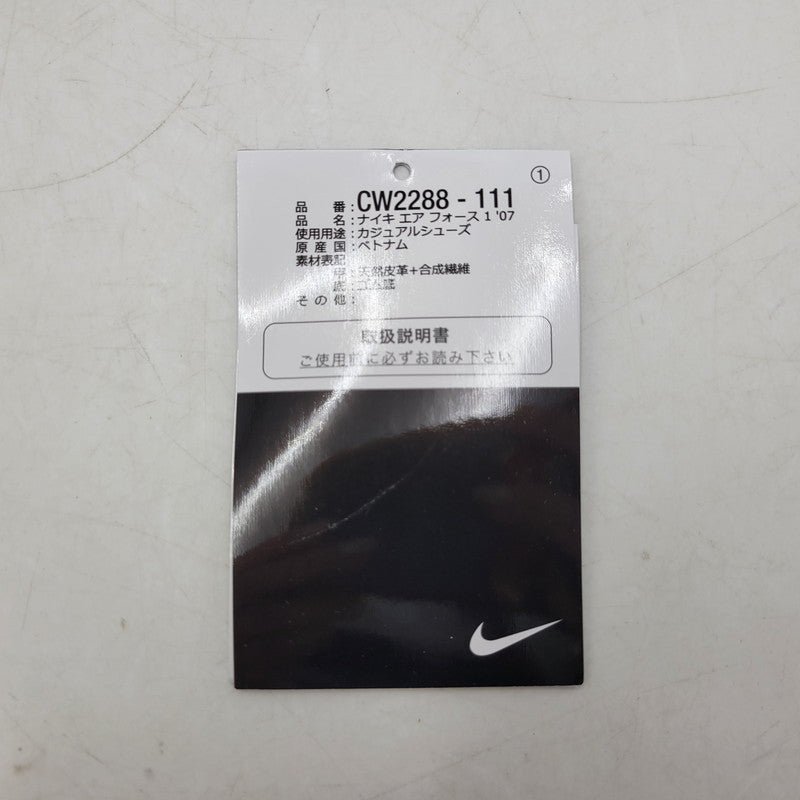 ①
品 番 : CW2288 - 111
品 名 : ナイキ エア フォース 1 '07
使用用途 : カジュアルシューズ
原 産 国 : ベトナム
素材表記
甲 : 天然皮革+合成繊維
底 : ゴム底
そ の 他 :
取扱説明書
ご使用前に必ずお読み下さい